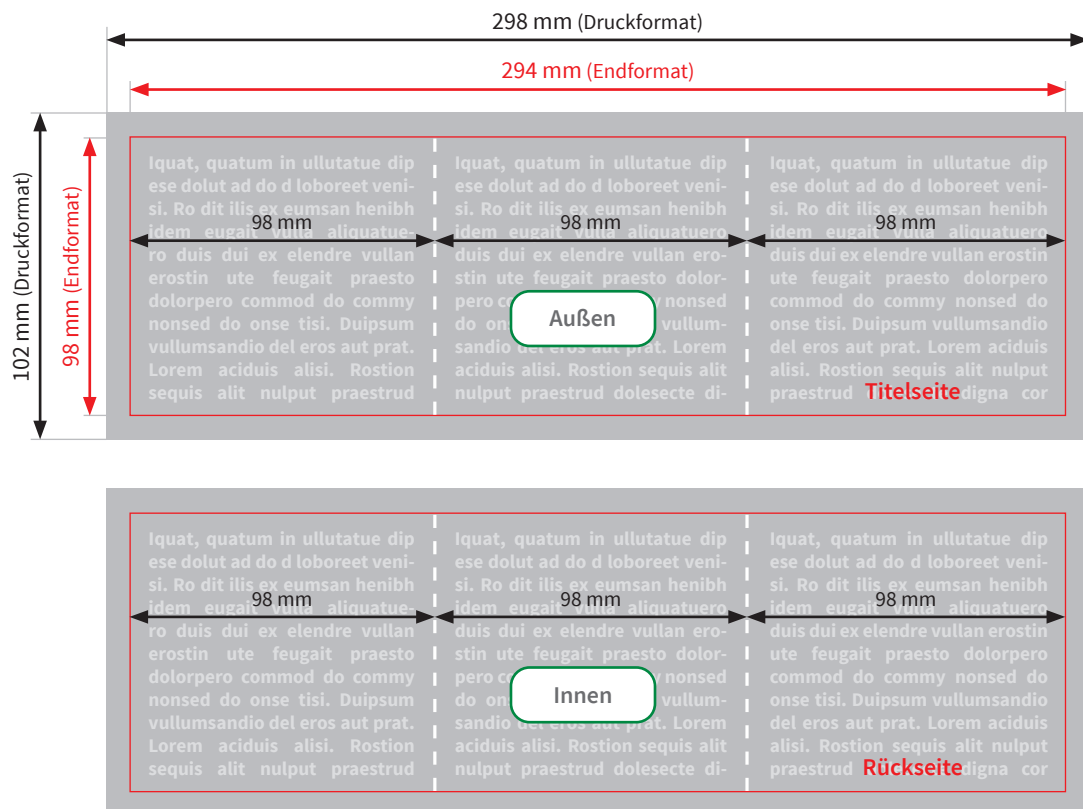 298 mm (Druckformat)
294 mm (Endformat)
102 mm (Druckformat)
98 mm (Endformat)
Iquat, quatum in ullutatue dip
ese dolut ad do d loboreet veni-
si. Ro dit ilis ex eumsan henibh
98 mm
idem eugait vulla aliquatue-
ro duis dui ex elendre vullan
erostin ute feugait praesto
dolorpero commod do commy
nonsed do onse tisi. Duipsum
vullumsandio del eros aut prat.
Lorem aciduis alisi. Rostion
sequis alit nulput praestrud
Iquat, quatum in ullutatue dip
ese dolut ad do d loboreet veni-
si. Ro dit ilis ex eumsan henibh
98 mm
idem eugait vulla aliquatuero
duis dui ex elendre vullan ero-
stin ute feugait praesto dolor-
pero nonsed
Außen
do vullum-
sandio del eros aut prat. Lorem
aciduis alisi. Rostion sequis alit
nulput praestrud dolesecte di-
Iquat, quatum in ullutatue dip
ese dolut ad do d loboreet veni-
si. Ro dit ilis ex eumsan henibh
98 mm
idem eugait vulla aliquatuero
duis dui ex elendre vullan erostin
ute feugait praesto dolorpero
commod do commy nonsed do
onse tisi. Duipsum vullumsandio
del eros aut prat. Lorem aciduis
alisi. Rostion sequis alit nulput
praestrud digna cor
Titelseite
Iquat, quatum in ullutatue dip
ese dolut ad do d loboreet veni-
si. Ro dit ilis ex eumsan henibh
98 mm
idem eugait vulla aliquatue-
ro duis dui ex elendre vullan
erostin ute feugait praesto
dolorpero commod do commy
nonsed do onse tisi. Duipsum
vullumsandio del eros aut prat.
Lorem aciduis alisi. Rostion
sequis alit nulput praestrud
Iquat, quatum in ullutatue dip
ese dolut ad do d loboreet veni-
si. Ro dit ilis ex eumsan henibh
98 mm
idem eugait vulla aliquatuero
duis dui ex elendre vullan ero-
stin ute feugait praesto dolor-
pero nonsed
Innen
do vullum-
sandio del eros aut prat. Lorem
aciduis alisi. Rostion sequis alit
nulput praestrud dolesecte di-
Iquat, quatum in ullutatue dip
ese dolut ad do d loboreet veni-
si. Ro dit ilis ex eumsan henibh
98 mm
idem eugait vulla aliquatuero
duis dui ex elendre vullan erostin
ute feugait praesto dolorpero
commod do commy nonsed do
onse tisi. Duipsum vullumsandio
del eros aut prat. Lorem aciduis
alisi. Rostion sequis alit nulput
praestrud digna cor
Rückseite